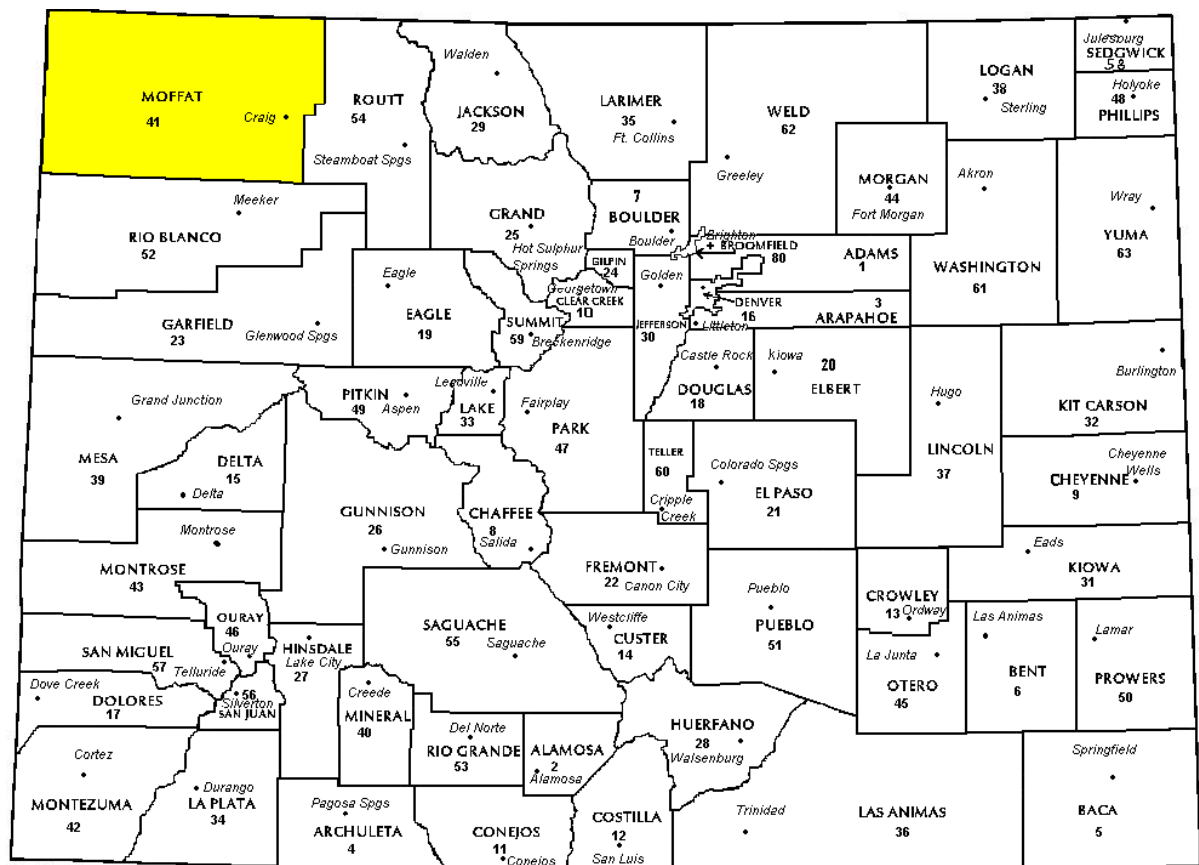 MOFFAT
41
Craig
ROUTT
54
Steamboat Spgs
Walden
JACKSON
29
LARIMER
35
Ft. Collins
WELD
62
Greeley
LOGAN
38
Sterling
Julesburg
SEDGWICK
58
Holyoke
48
PHILLIPS
MORGAN
44
Fort Morgan
Akron
WASHINGTON
61
Wray
YUMA
63
Meeker
RIO BLANCO
52
GRAND
25
Hot Sulphur
Springs
7
BOULDER
Boulder
Brighton
+ BROOMFIELD
80
ADAMS
1
GILPIN
24
Golden
Georgetown
CLEAR CREEK
10
JEFFERSON
30
DENVER
16
Littleton
3
ARAPAHOE
Eagle
EAGLE
19
SUMMIT
59
Breckenridge
GARFIELD
23
Glenwood Spgs
Castle Rock
DOUGLAS
18
kiowa
20
ELBERT
Hugo
LINCOLN
37
Burlington
KIT CARSON
32
Grand Junction
MESA
39
PITKIN
49
Aspen
Leadville
LAKE
33
Fairplay
PARK
47
TELLER
60
Cripple
Creek
Colorado Spgs
EL PASO
21
Cheyenne
Wells
CHEYENNE
9
DELTA
15
Delta
GUNNISON
26
Gunnison
CHAFFEE
8
Salida
Montrose
MONTROSE
43
FREMONT
22
Canon City
Pueblo
PUEBLO
51
CROWLEY
13
Ordway
Eads
KIOWA
31
OURAY
46
Ouray
HINSDALE
Lake City
27
SAGUACHE
55
Saguache
Westcliffe
CUSTER
14
La Junta
OTERO
45
Las Animas
BENT
6
Lamar
PROWERS
50
SAN MIGUEL
57
Telluride
Dove Creek
DOLORES
17
56
Silverton
SAN JUAN
Creede
MINERAL
40
Del Norte
RIO GRANDE
53
ALAMOSA
2
Alamosa
HUERFANO
28
Walsenburg
Cortez
MONTEZUMA
42
Durango
LA PLATA
34
Pagosa Spgs
ARCHULETA
4
CONEJOS
11
Conejos
COSTILLA
12
San Luis
Trinidad
LAS ANIMAS
36
Springfield
BACA
5